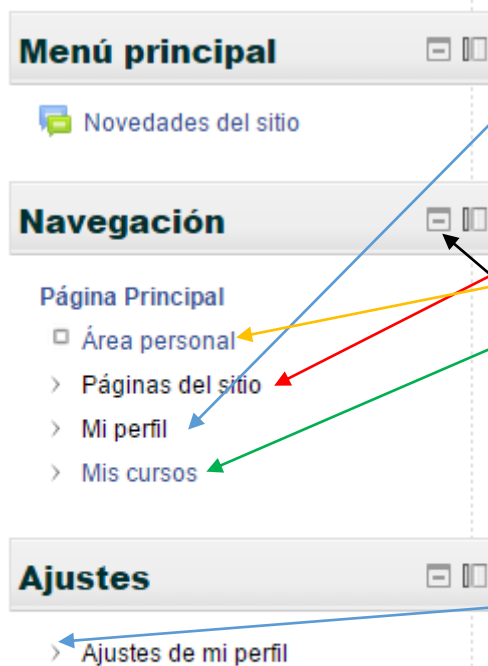 Menú principal
Novedades del sitio
Navegación
Página Principal
Área personal
Páginas del sitio
Mi perfil
Mis cursos
Ajustes
Ajustes de mi perfil